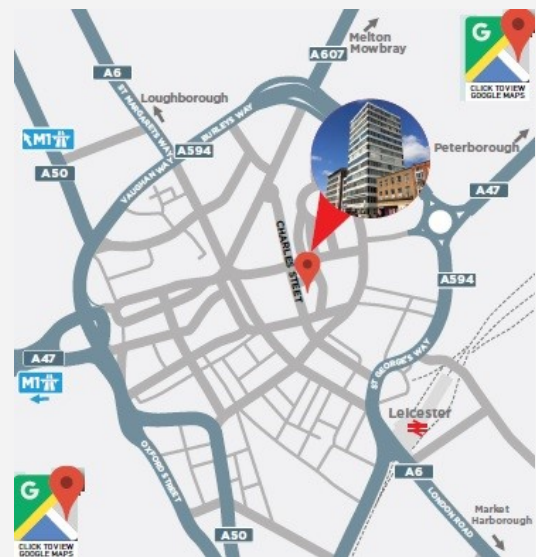 G
CLICK TO VIEW
GOOGLE MAPS
Melton
Mowbray
A607
A6
ST MARGARETS WAY
Loughborough
BURLEYS WAY
A594
VAUGHAN WAY
M1
A50
Peterborough
A47
CHARLES STEET
A594
ST GEORGE'S WAY
A47
M1
Leicester
OXFORD STREET
A50
A6
LONDON ROAD
Market
Harborough
G
CLICK TO VIEW
GOOGLE MAPS